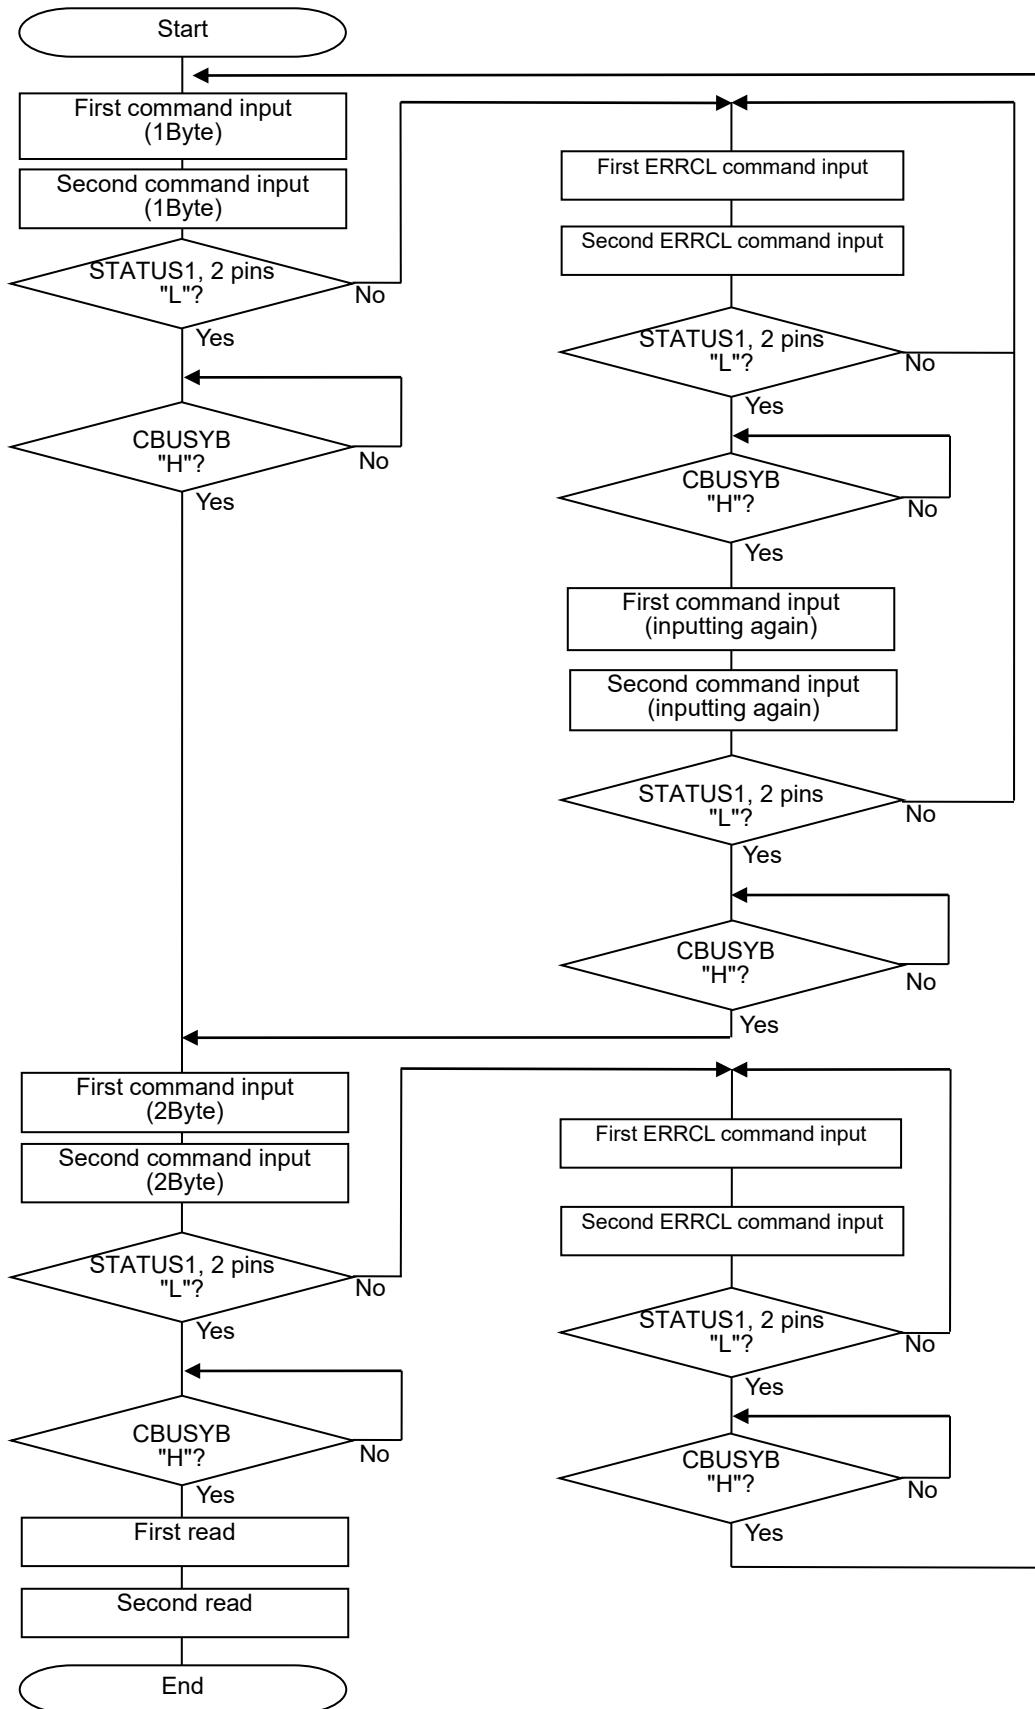 Start
First command input
(1Byte)
Second command input
(1Byte)
STATUS1, 2 pins
"L"?
No
Yes
CBUSYB
"H"?
No
Yes
First ERRCL command input
Second ERRCL command input
STATUS1, 2 pins
"L"?
No
Yes
CBUSYB
"H"?
No
Yes
First command input
(inputting again)
Second command input
(inputting again)
STATUS1, 2 pins
"L"?
No
Yes
CBUSYB
"H"?
No
Yes
First command input
(2Byte)
Second command input
(2Byte)
STATUS1, 2 pins
"L"?
No
Yes
CBUSYB
"H"?
No
Yes
First read
Second read
End
First ERRCL command input
Second ERRCL command input
STATUS1, 2 pins
"L"?
No
Yes
CBUSYB
"H"?
No
Yes